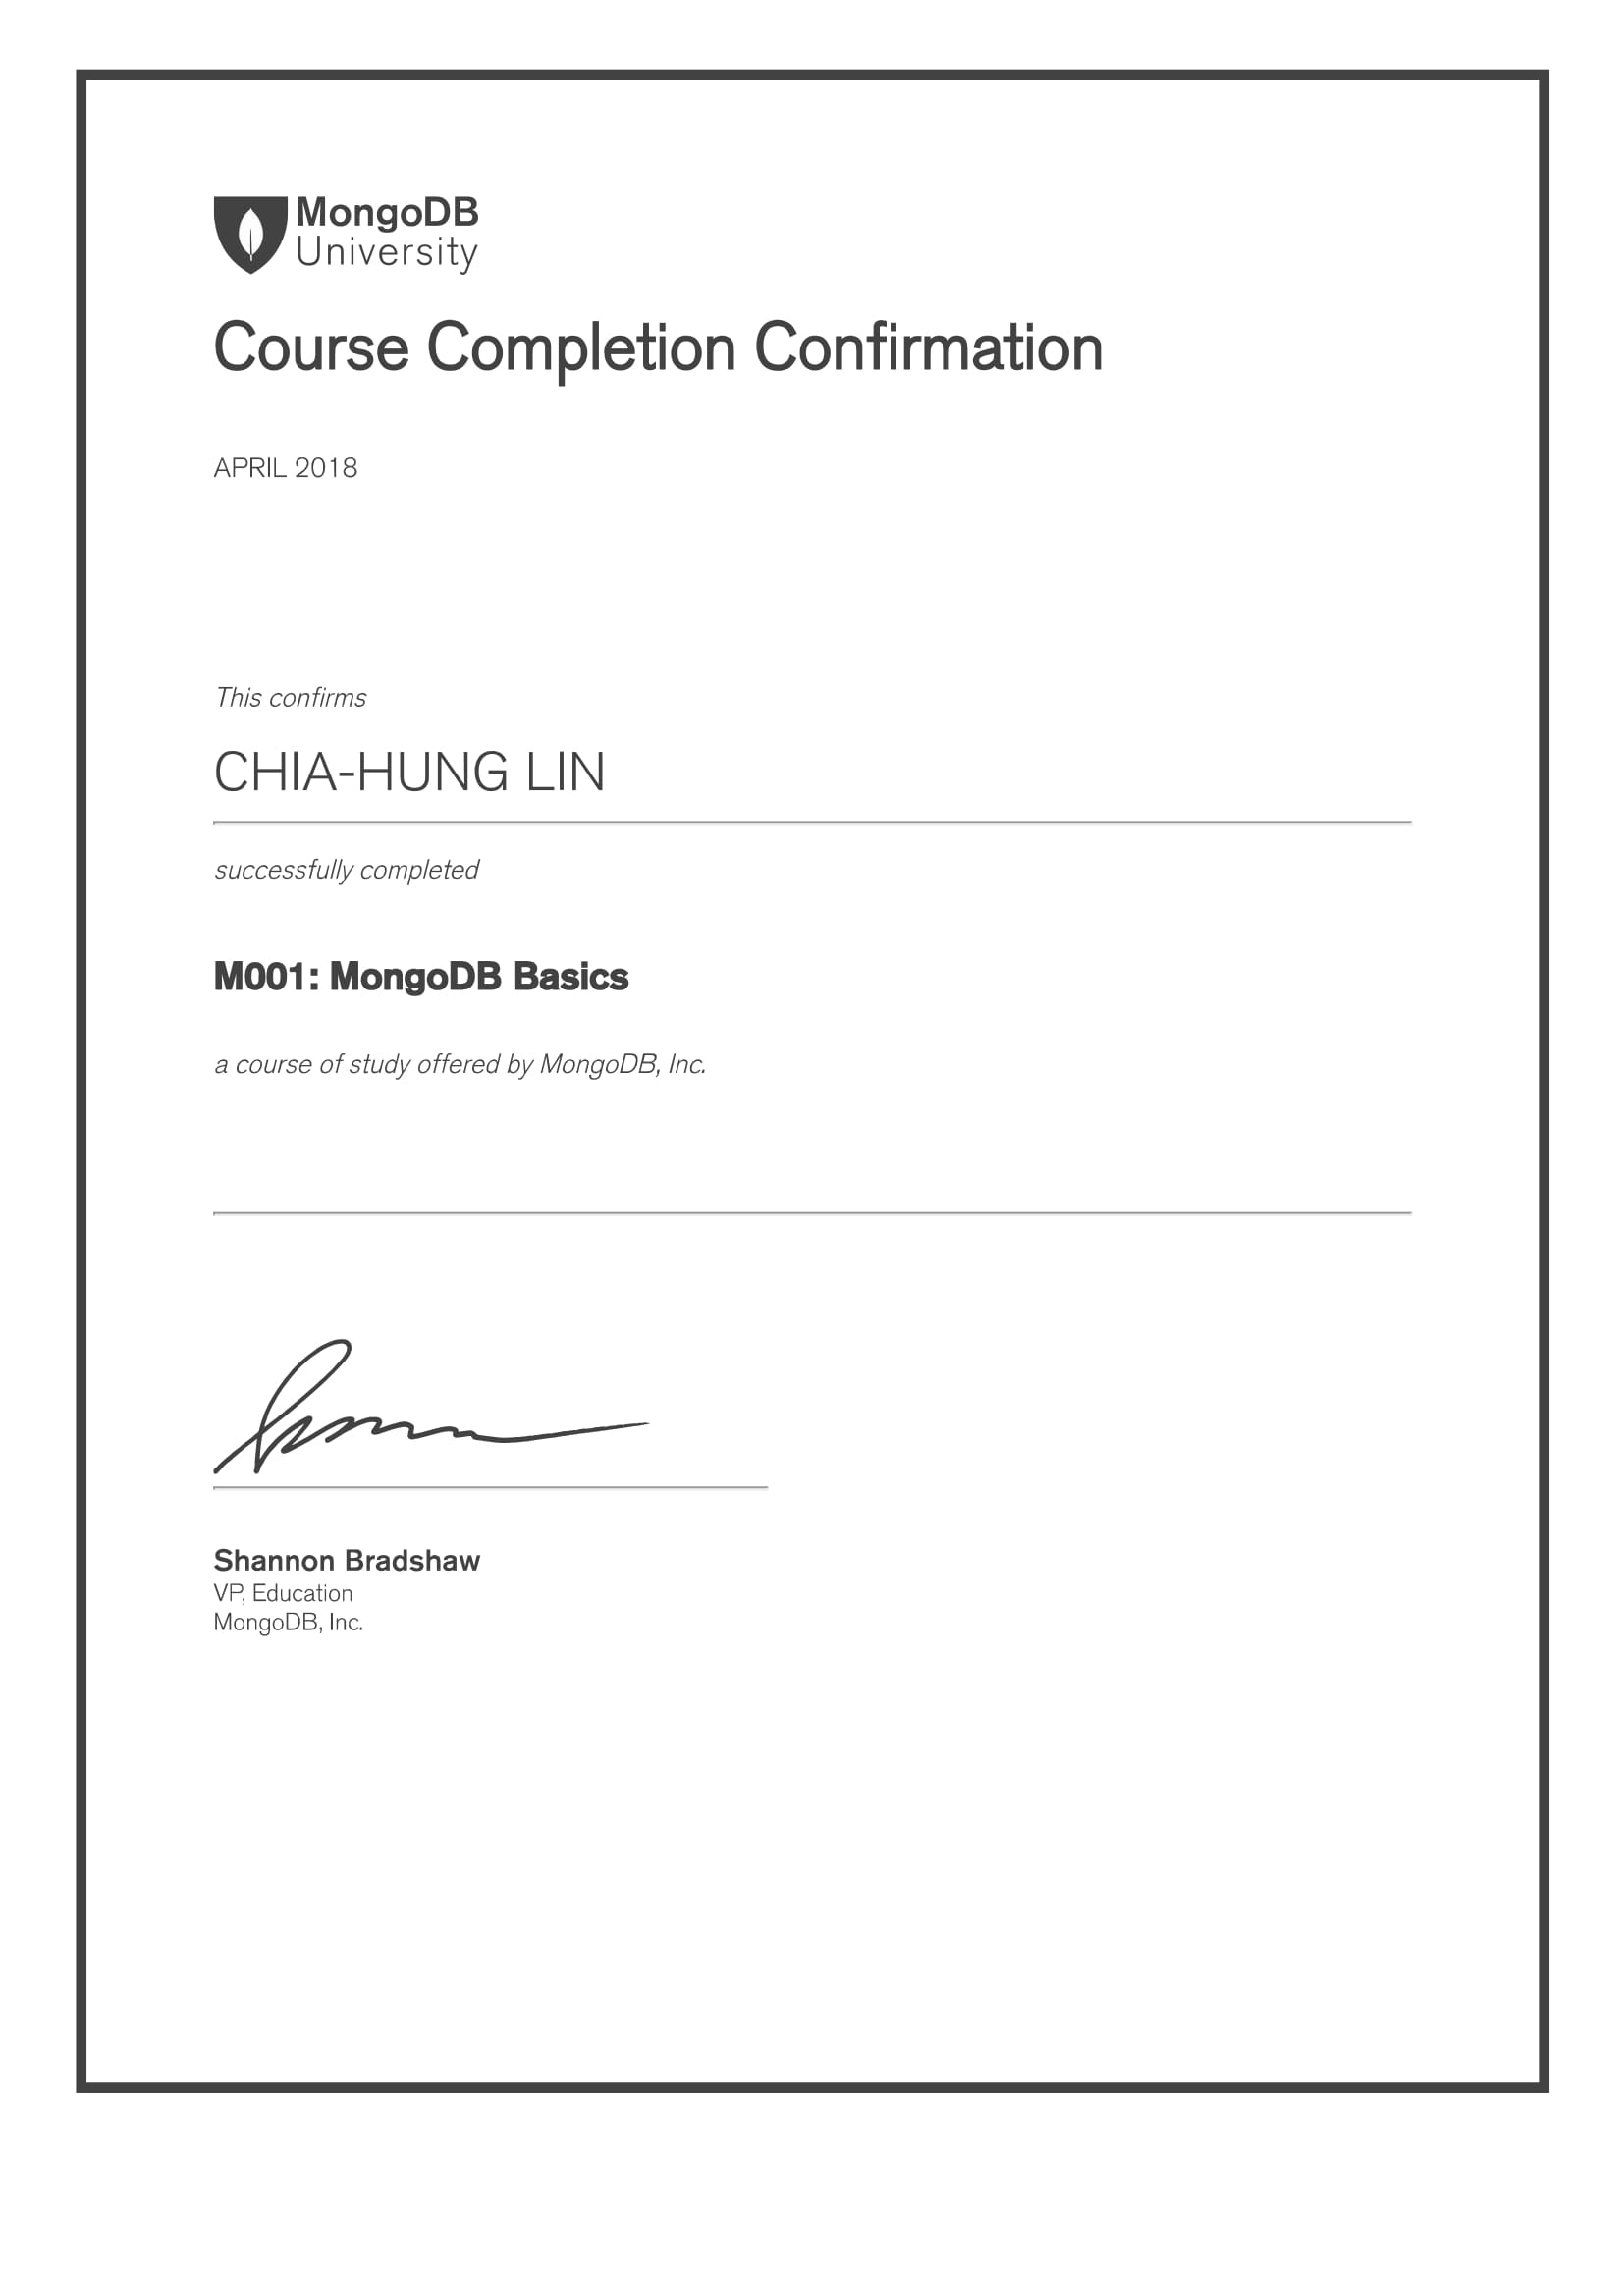 MongoDB
University
Course Completion Confirmation
APRIL 2018
This confirms
CHIA-HUNG LIN
successfully completed
M001: MongoDB Basics
a course of study offered by MongoDB, Inc.
Shannon Bradshaw
VP, Education
MongoDB, Inc.